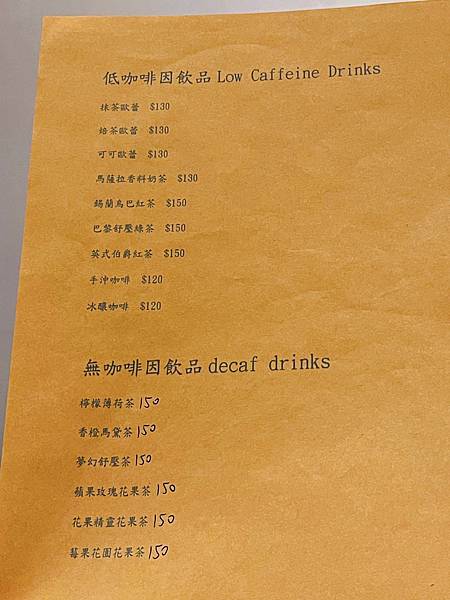 低咖啡因飲品 Low Caffeine Drinks
抹茶歐蕾 $130
焙茶歐蕾 $130
可可歐蕾 $130
馬薩拉香料奶茶 $130
錫蘭烏巴紅茶 $150
巴黎舒壓綠茶 $150
英式伯爵紅茶 $150
手沖咖啡 $120
冰釀咖啡 $120
無咖啡因飲品 decaf drinks
檸檬薄荷茶 150
香橙馬黛茶 150
夢幻舒壓茶 150
蘋果玫瑰花果茶 150
花果精靈花果茶 150
莓果花園花果茶 150